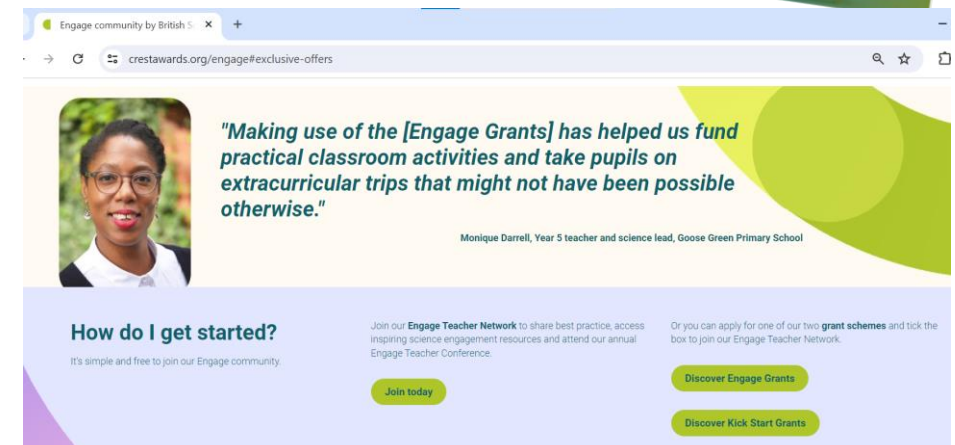 Engage community by British S
crestawards.org/engage#exclusive-offers
"Making use of the [Engage Grants] has helped us fund
practical classroom activities and take pupils on
extracurricular trips that might not have been possible
otherwise."
Monique Darrell, Year 5 teacher and science lead, Goose Green Primary School
How do I get started?
It's simple and free to join our Engage community.
Join our Engage Teacher Network to share best practice, access
inspiring science engagement resources and attend our annual
Engage Teacher Conference.
Join today
Or you can apply for one of our two grant schemes and tick the
box to join our Engage Teacher Network.
Discover Engage Grants
Discover Kick Start Grants